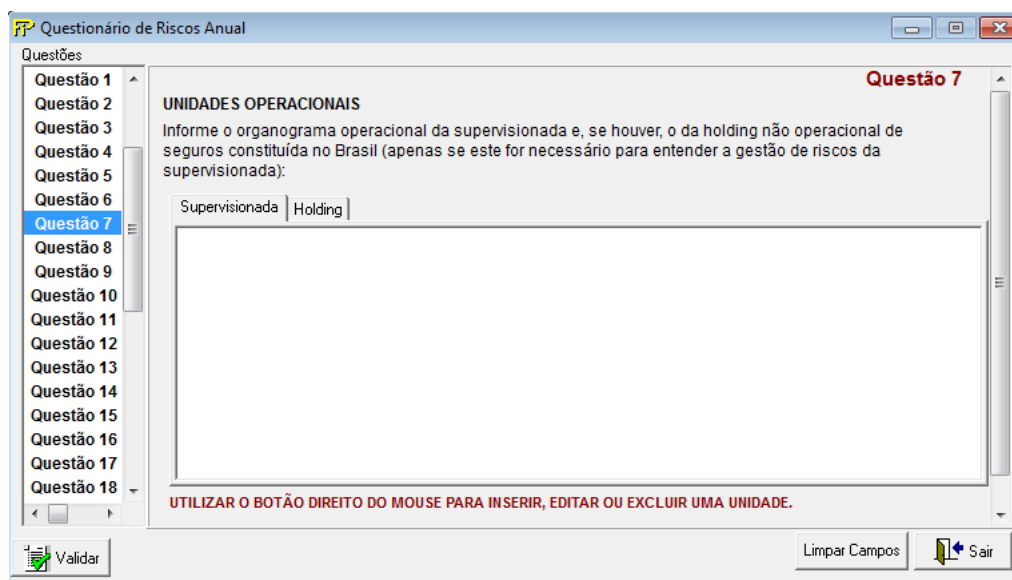 FIP Questionário de Riscos Anual
Questões
Questão 1
Questão 2
Questão 3
Questão 4
Questão 5
Questão 6
Questão 7
Questão 8
Questão 9
Questão 10
Questão 11
Questão 12
Questão 13
Questão 14
Questão 15
Questão 16
Questão 17
Questão 18
Questão 7
UNIDADES OPERACIONAIS
Informe o organograma operacional da supervisionada e, se houver, o da holding não operacional de
seguros constituída no Brasil (apenas se este for necessário para entender a gestão de riscos da
supervisionada):
Supervisionada Holding
UTILIZAR O BOTÃO DIREITO DO MOUSE PARA INSERIR, EDITAR OU EXCLUIR UMA UNIDADE.
Validar Limpar Campos Sair